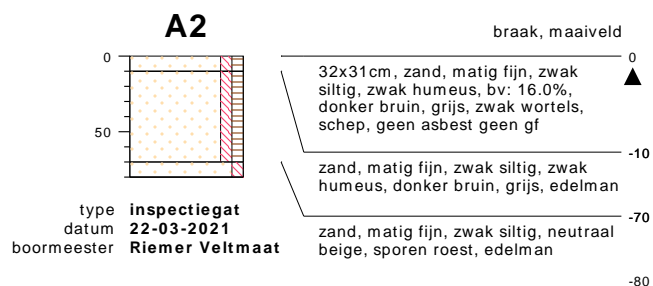 A2
braak, maaiveld
0
0
32x31cm, zand, matig fijn, zwak
siltig, zwak humeus, bv: 16.0%,
donker bruin, grijs, zwak wortels,
schep, geen asbest geen gf
50
-10
zand, matig fijn, zwak siltig, zwak
humeus, donker bruin, grijs, edelman
-70
type inspectiegat
datum 22-03-2021
boormeester Riemer Veltmaat
zand, matig fijn, zwak siltig, neutraal
beige, sporen roest, edelman
-80